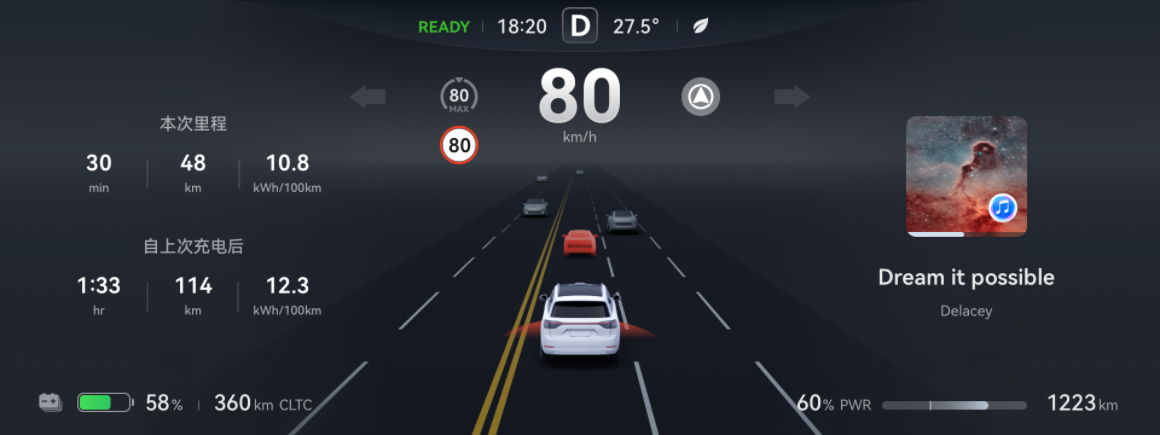 READY 18:20 D 27.5°
80 MAX
80
km/h
80
本次里程
30 min
48 km
10.8 kWh/100km
自上次充电后
1:33 hr
114 km
12.3 kWh/100km
Dream it possible
Delacey
58% 360 km CLTC
60% PWR
1223 km